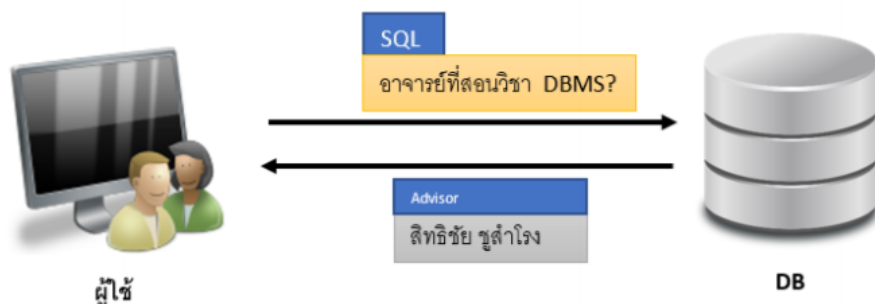 SQL
อาจารย์ที่สอนวิชา DBMS?
Advisor
สิทธิชัย ชูสำโรง
ผู้ใช้
DB